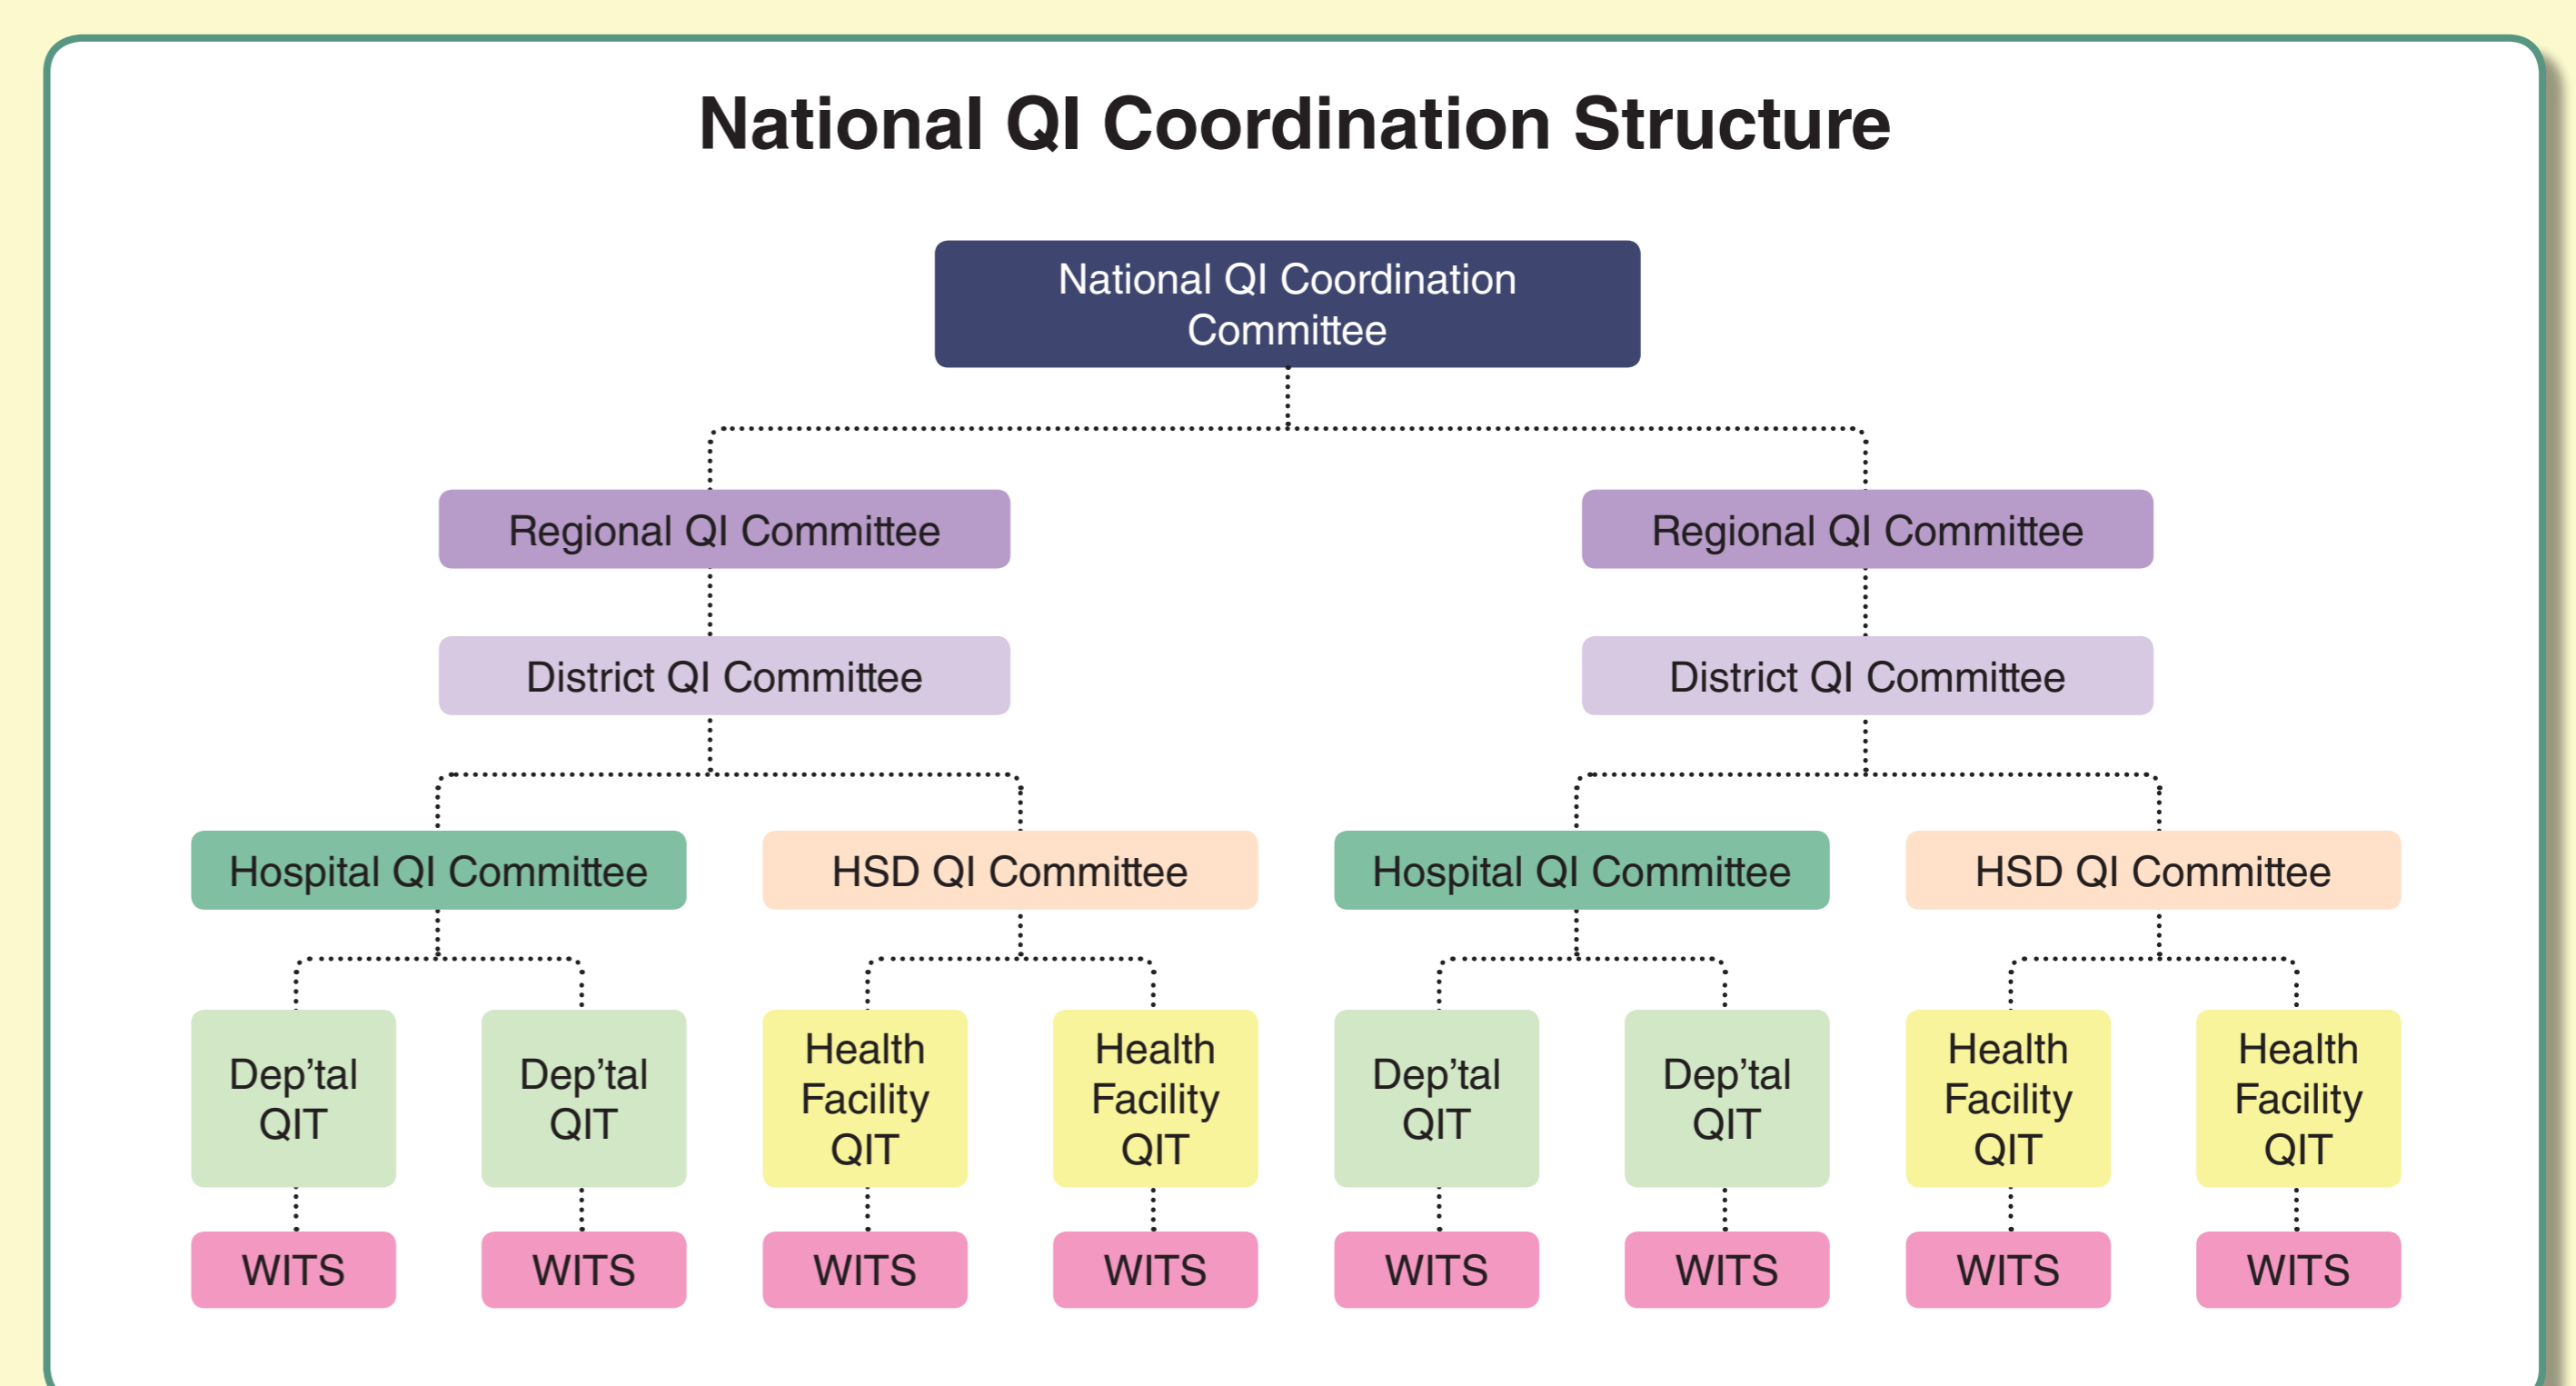 National QI Coordination Structure
National QI Coordination
Committee
Regional QI Committee
Regional QI Committee
District QI Committee
District QI Committee
Hospital QI Committee
HSD QI Committee
Hospital QI Committee
HSD QI Committee
Dep’tal
QIT
Dep’tal
QIT
Health
Facility
QIT
Health
Facility
QIT
Dep’tal
QIT
Dep’tal
QIT
Health
Facility
QIT
Health
Facility
QIT
WITS
WITS
WITS
WITS
WITS
WITS
WITS
WITS